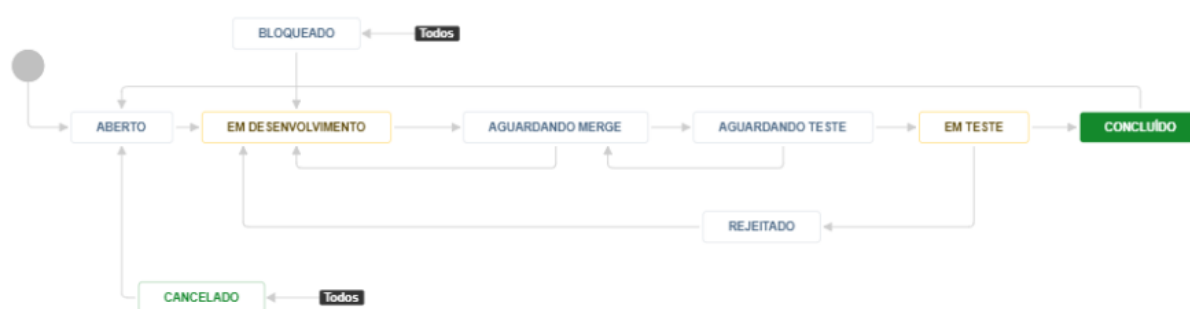 BLOQUEADO
Todos
ABERTO
EM DESENVOLVIMENTO
AGUARDANDO MERGE
AGUARDANDO TESTE
EM TESTE
CONCLUÍDO
REJEITADO
CANCELADO
Todos